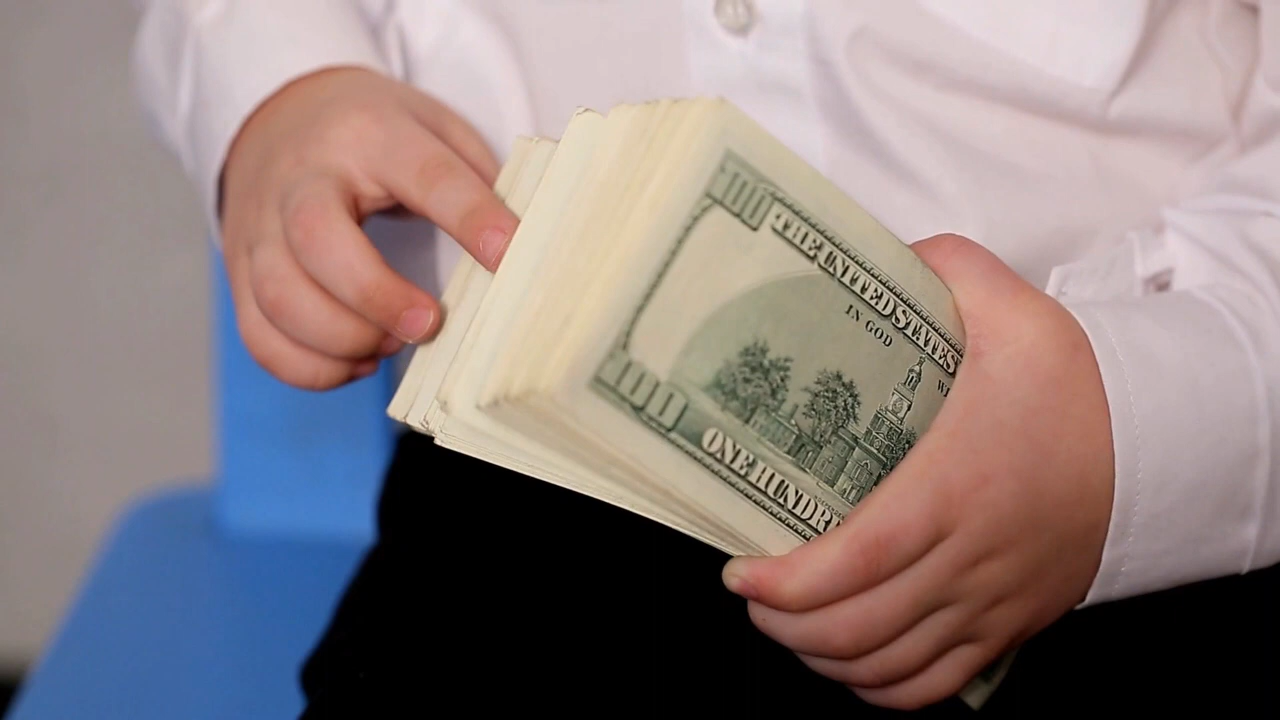 100
THE UNITED STATES
IN GOD
100
ONE HUNDR